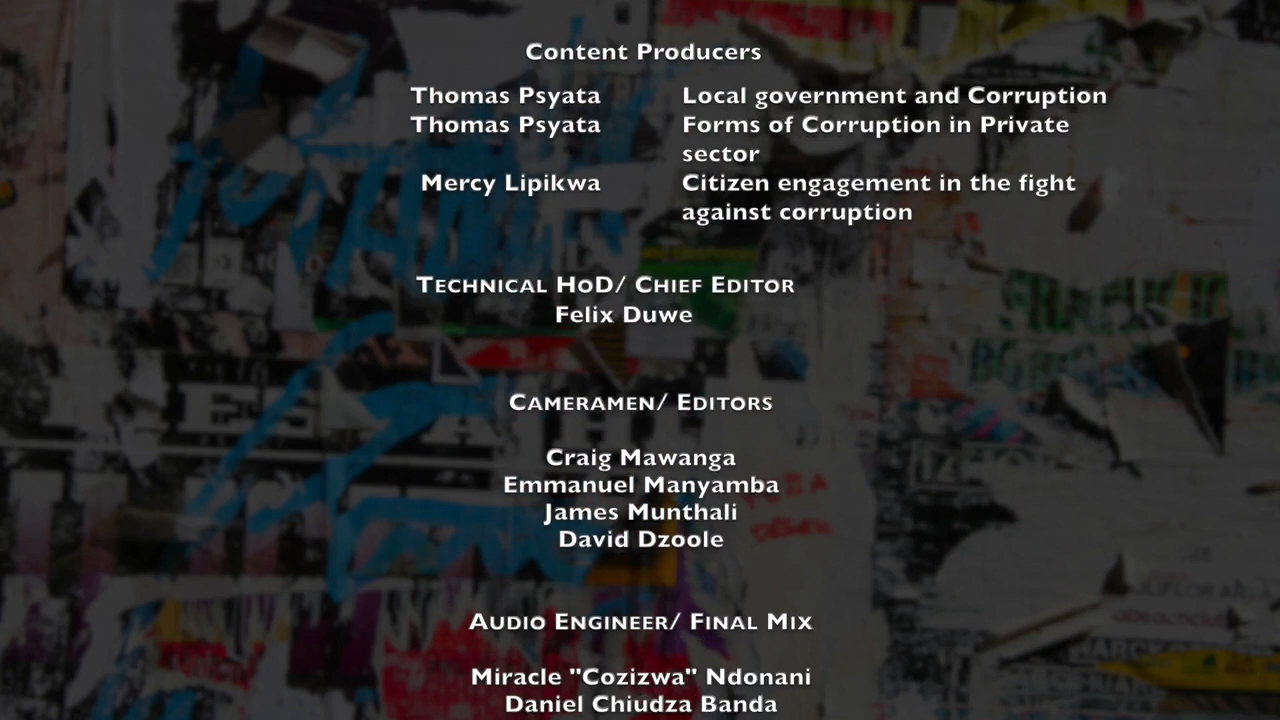 Content Producers
Thomas Psyata Local government and Corruption
Thomas Psyata Forms of Corruption in Private
sector
Mercy Lipikwa Citizen engagement in the fight
against corruption
TECHNICAL HOD/ CHIEF EDITOR
Felix Duwe
CAMERAMEN/ EDITORS
Craig Mawanga
Emmanuel Manyamba
James Munthali
David Dzoole
AUDIO ENGINEER/ FINAL MIX
Miracle "Cozizwa" Ndonani
Daniel Chiudza Banda